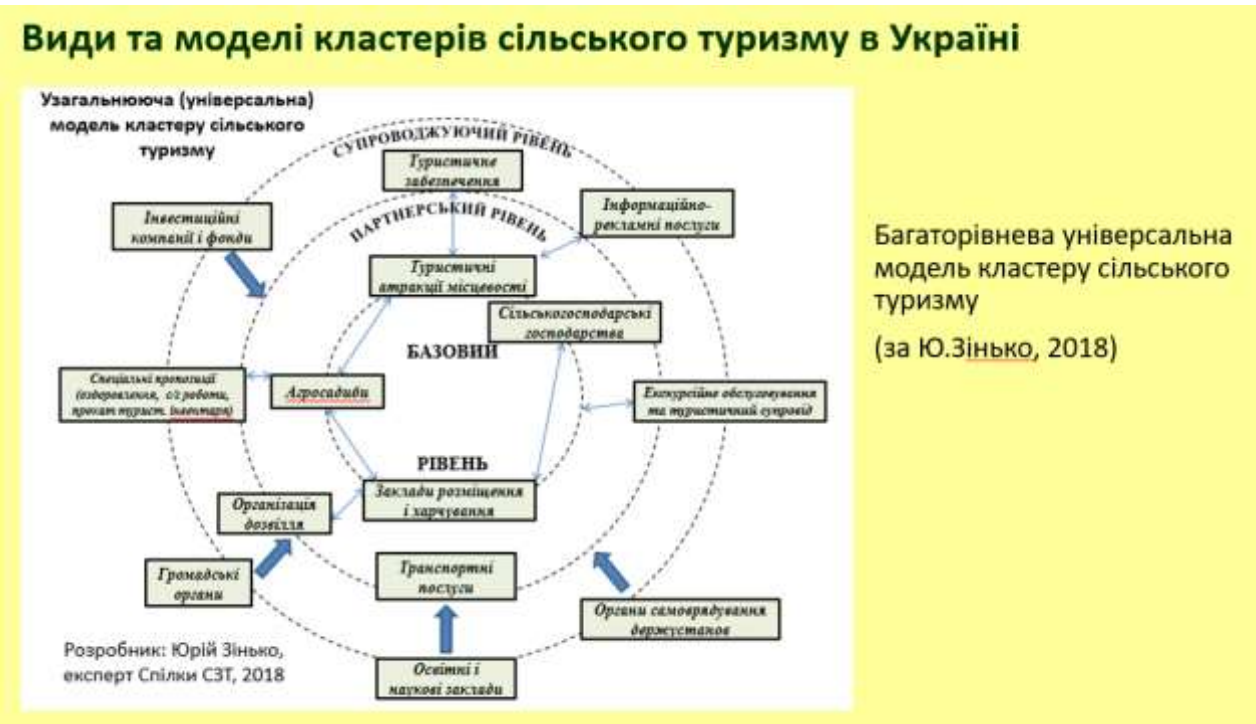 Види та моделі кластерів сільського туризму в Україні
Узагальнююча (універсальна)
модель кластеру сільського
туризму
СУПРОВОДЖУЮЧИЙ РІВЕНЬ
Туристичне
забезпечення
Інформаційно-
рекламні послуги
Інвестиційні
компанії і фонди
ПАРТНЕРСЬКИЙ РІВЕНЬ
Туристичні
атракції місцевості
Сільськогосподарські
господарства
БАЗОВИЙ
Спеціальні пропозиції
(оздоровлення, с/г роботи,
прокат турист. інвентаря)
Агросадиби
Екскурсійне обслуговування
та туристичний супровід
РІВЕНЬ
Заклади розміщення
і харчування
Організація
дозвілля
Громадські
органи
Транспортні
послуги
Органи самоврядування
держустанов
Освітні і
наукові заклади
Розробник: Юрій Зінько,
експерт Спілки СЗТ, 2018
Багаторівнева універсальна
модель кластеру сільського
туризму
(за Ю.Зінько, 2018)